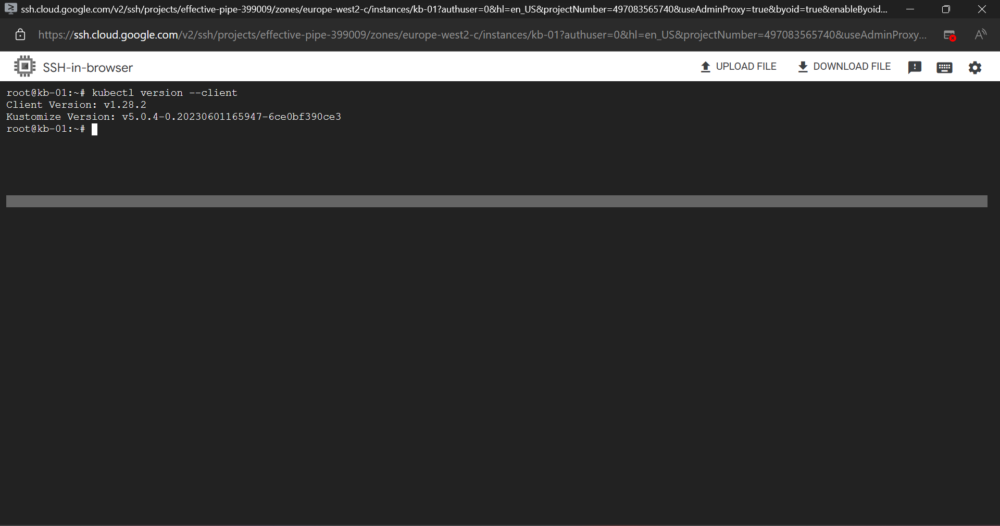 ssh.cloud.google.com/v2/ssh/projects/effective-pipe-399009/zones/europe-west2-c/instances/kb-01?authuser=0&hl=en_US&projectNumber=497083565740&useAdminProxy=true&byoid=true&enableByoid...
https://ssh.cloud.google.com/v2/ssh/projects/effective-pipe-399009/zones/europe-west2-c/instances/kb-01?authuser=0&hl=en_US&projectNumber=497083565740&useAdminProxy...
SSH-in-browser
UPLOAD FILE
DOWNLOAD FILE
root@kb-01:~# kubectl version --client
Client Version: v1.28.2
Kustomize Version: v5.0.4-0.20230601165947-6ce0bf390ce3
root@kb-01:~#